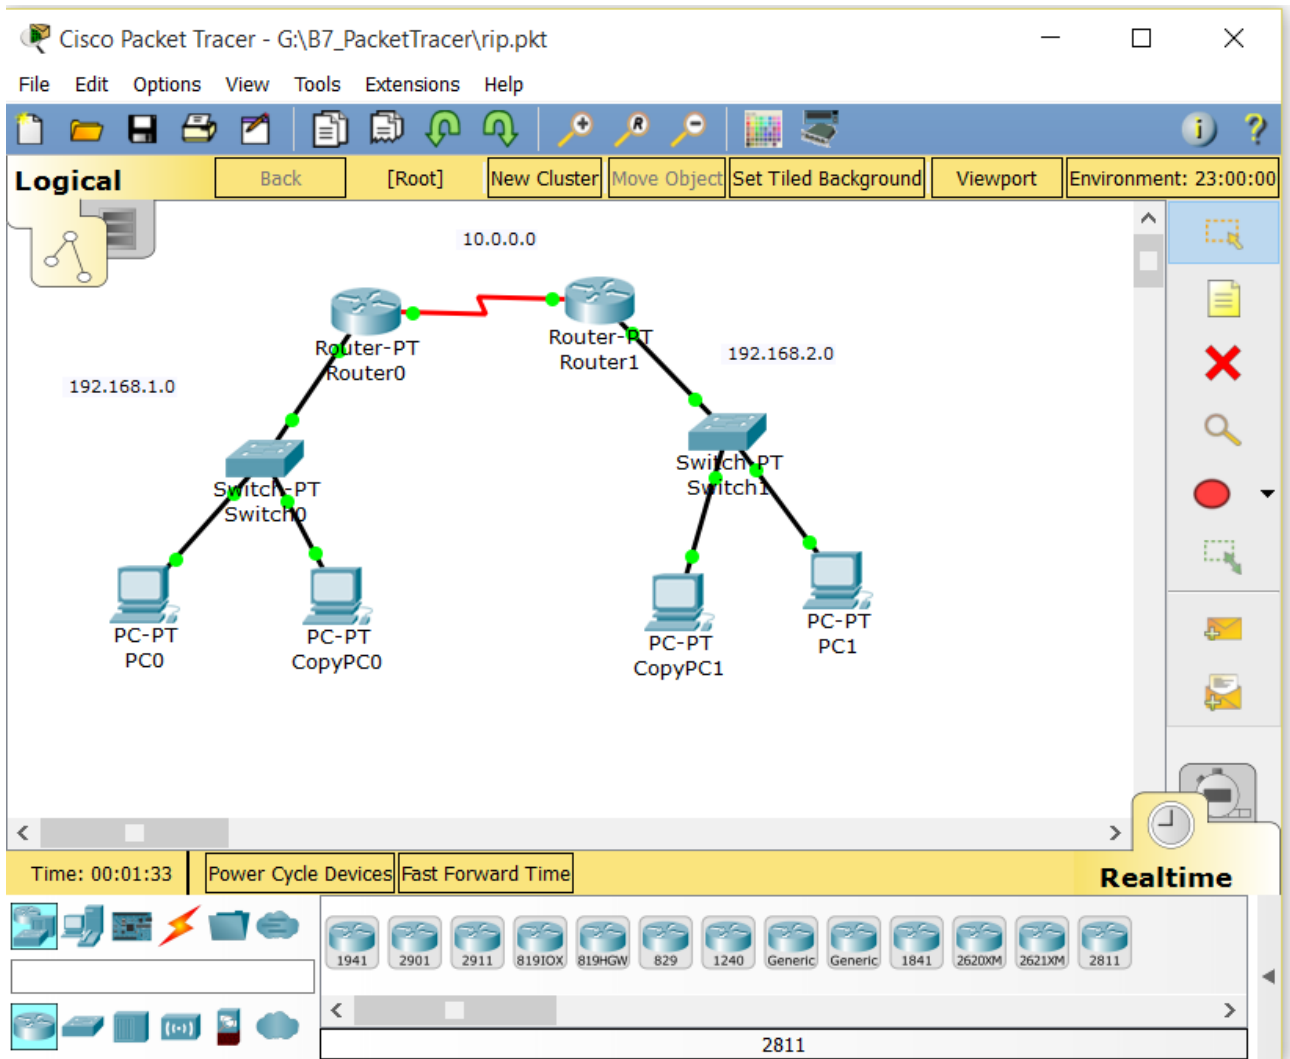 Cisco Packet Tracer - G:\B7_PacketTracer\rip.pkt
File Edit Options View Tools Extensions Help
R i ?
Logical Back [Root] New Cluster Move Object Set Tiled Background Viewport Environment: 23:00:00
10.0.0.0
Router-PT
Router0
Router-PT
Router1
192.168.2.0
192.168.1.0
Switch-PT
Switch0
Switch-PT
Switch1
PC-PT
PC0
PC-PT
CopyPC0
PC-PT
CopyPC1
PC-PT
PC1
Time: 00:01:33 Power Cycle Devices Fast Forward Time Realtime
1941 2901 2911 819IOX 819HGW 829 1240 Generic Generic 1841 2620XM 2621XM 2811
2811